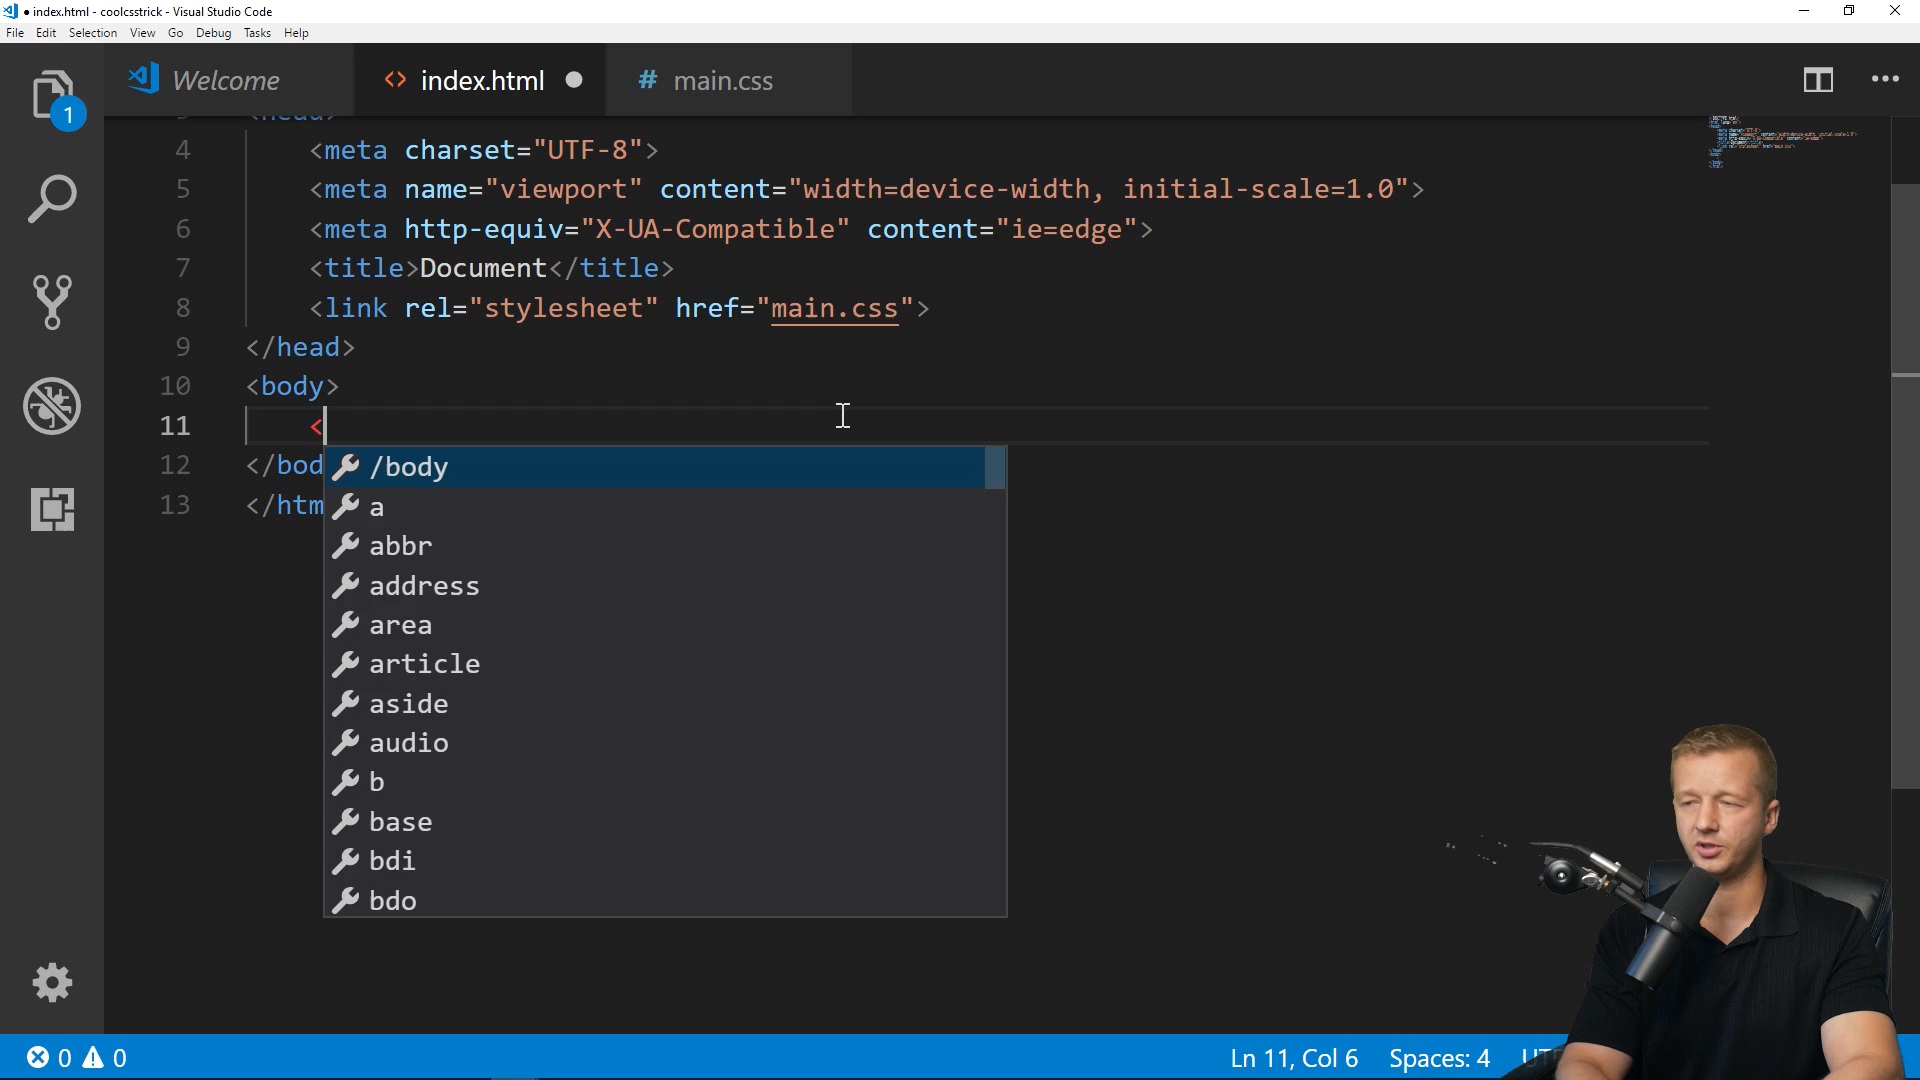 ● index.html - coolcsstrick - Visual Studio Code
File Edit Selection View Go Debug Tasks Help
Welcome index.html main.css
1
3 <head>
4 <meta charset="UTF-8">
5 <meta name="viewport" content="width=device-width, initial-scale=1.0">
6 <meta http-equiv="X-UA-Compatible" content="ie=edge">
7 <title>Document</title>
8 <link rel="stylesheet" href="main.css">
9 </head>
10 <body>
11 <
12 </bod
13 </htm
/body
a
abbr
address
area
article
aside
audio
b
base
bdi
bdo
0 0 Ln 11, Col 6 Spaces: 4